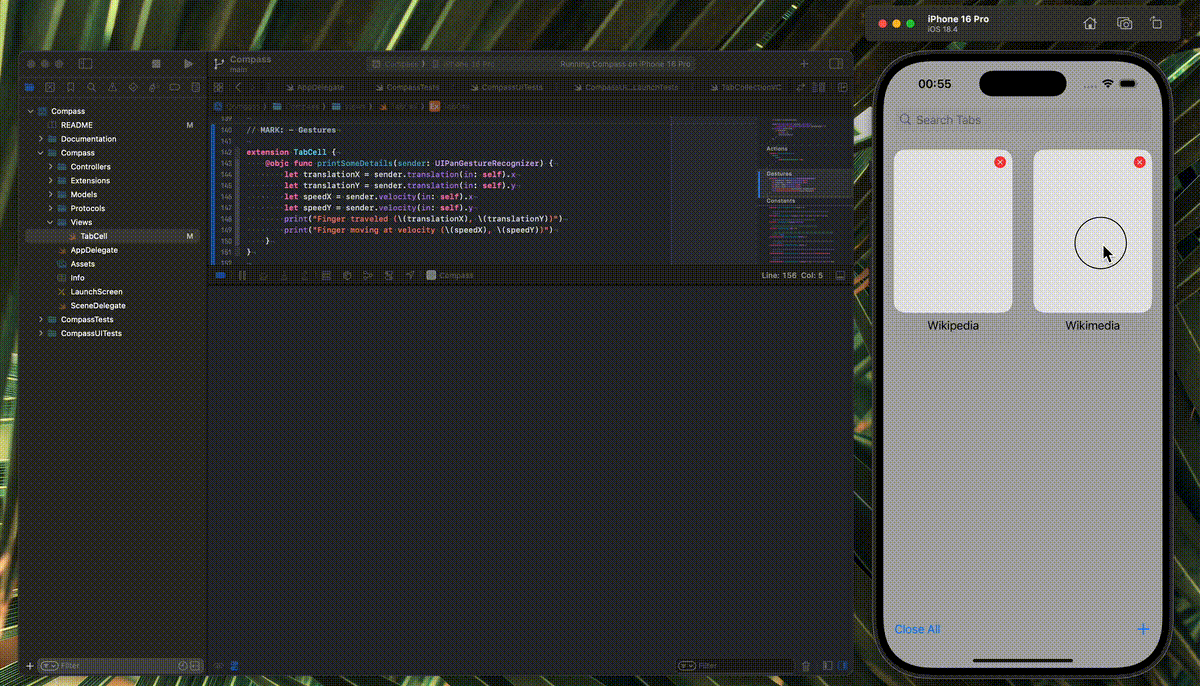 iPhone 16 Pro
iOS 18.4
Compass
main
Compass
iPhone 16 Pro
Running Compass on iPhone 16 Pro
AppDelegate
CompassTests
CompassUITests
CompassUI...LaunchTests
TabCollectionVC
Compass
README M
Documentation
Compass
Controllers
Extensions
Models
Protocols
Views
TabCell M
AppDelegate
Assets
Info
LaunchScreen
SceneDelegate
CompassTests
CompassUITests
139
140 // MARK: - Gestures
141
142 extension TabCell {
143 @objc func printSomeDetails(sender: UIPanGestureRecognizer) {
144 let translationX = sender.translation(in: self).x
145 let translationY = sender.translation(in: self).y
146 let speedX = sender.velocity(in: self).x
147 let speedY = sender.velocity(in: self).y
148 print("Finger traveled (\(translationX), \(translationY))")
149 print("Finger moving at velocity (\(speedX), \(speedY))")
150 }
151 }
152
Actions
Gestures
Constants
Compass
Line: 156 Col: 5
Filter
Filter
00:55
Search Tabs
Wikipedia
Wikimedia
Close All